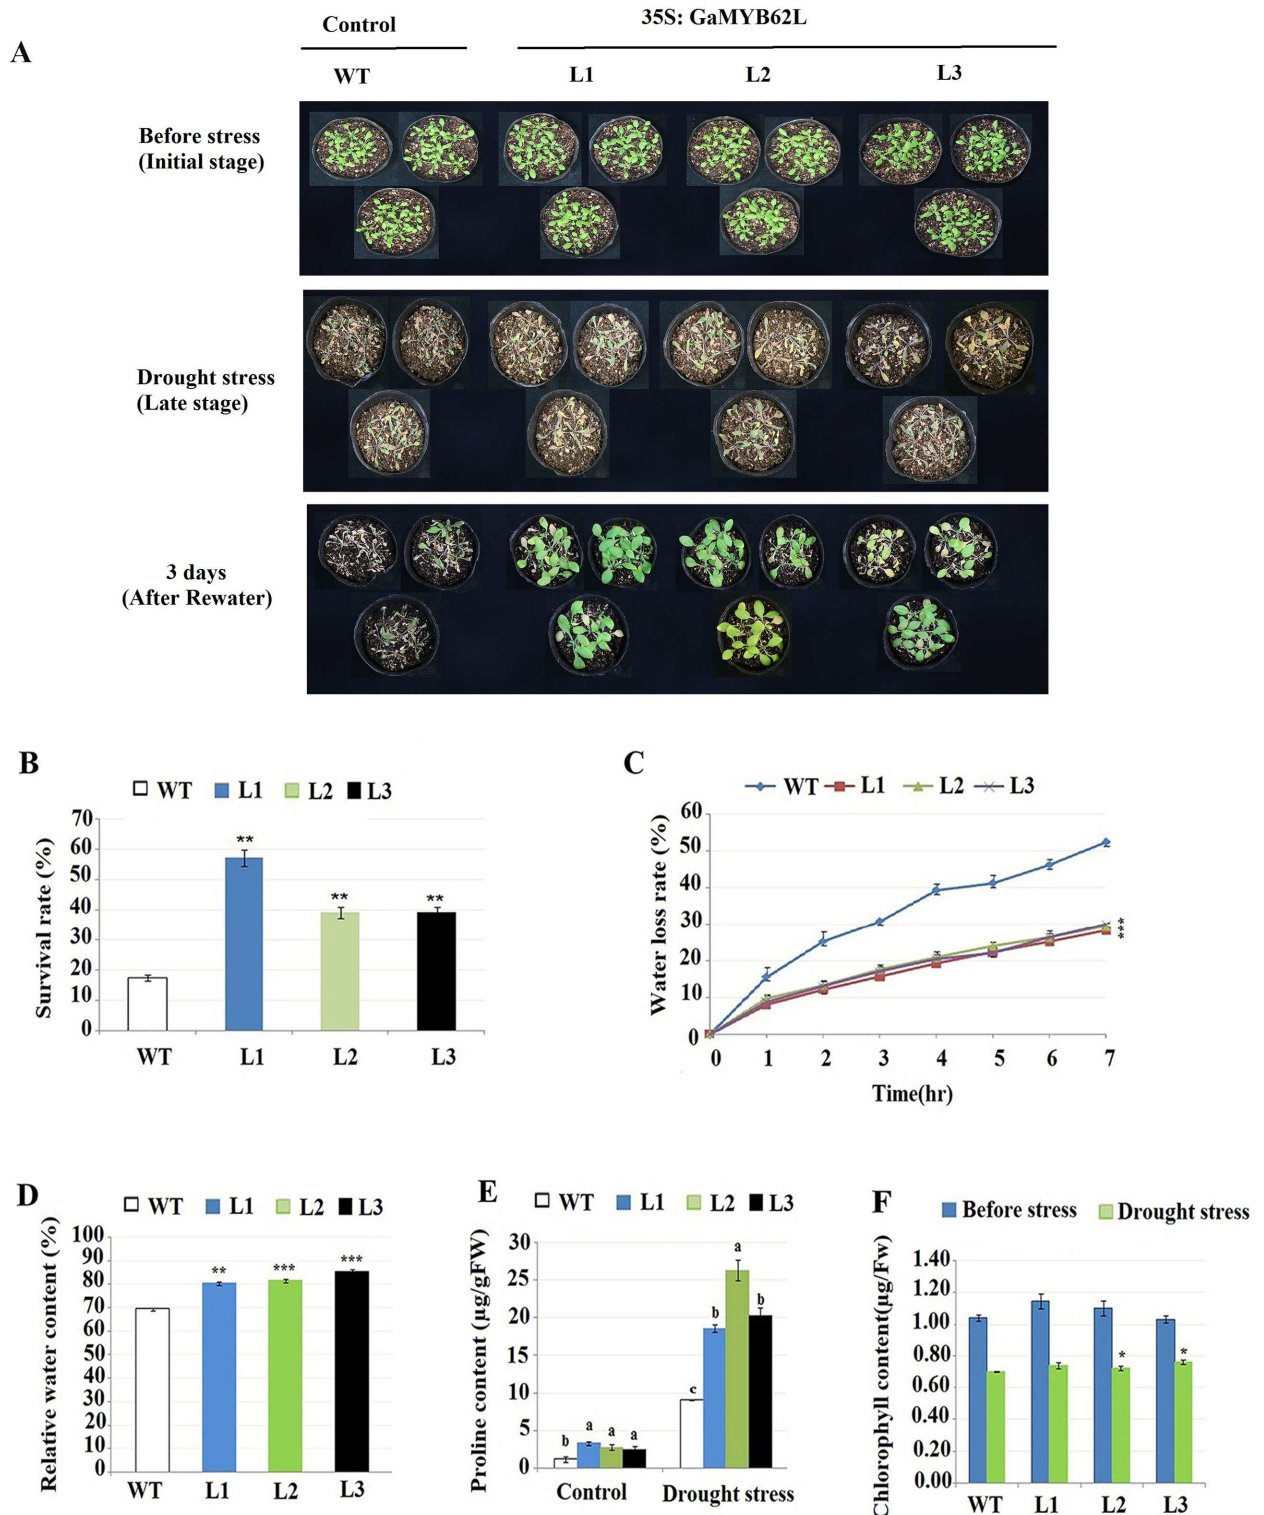 A
Control
35S: GaMYB62L
WT
L1
L2
L3
Before stress
(Initial stage)
Drought stress
(Late stage)
3 days
(After Rewater)
B
WT L1 L2 L3
Survival rate (%)
70
60
50
40
30
20
10
0
**
**
**
WT L1 L2 L3
C
WT L1 L2 L3
Water loss rate (%)
60
50
40
30
20
10
0
***
0 1 2 3 4 5 6 7
Time(hr)
D
WT L1 L2 L3
Relative water content (%)
100
90
80
70
60
50
40
30
20
10
0
**
***
***
WT L1 L2 L3
E
WT L1 L2 L3
Proline content (µg/gFW)
30
25
20
15
10
5
0
b a a a
c b a b
Control Drought stress
F
Before stress Drought stress
Chlorophyll content(µg/Fw)
1.40
1.20
1.00
0.80
0.60
0.40
0.20
0.00
*
*
WT L1 L2 L3